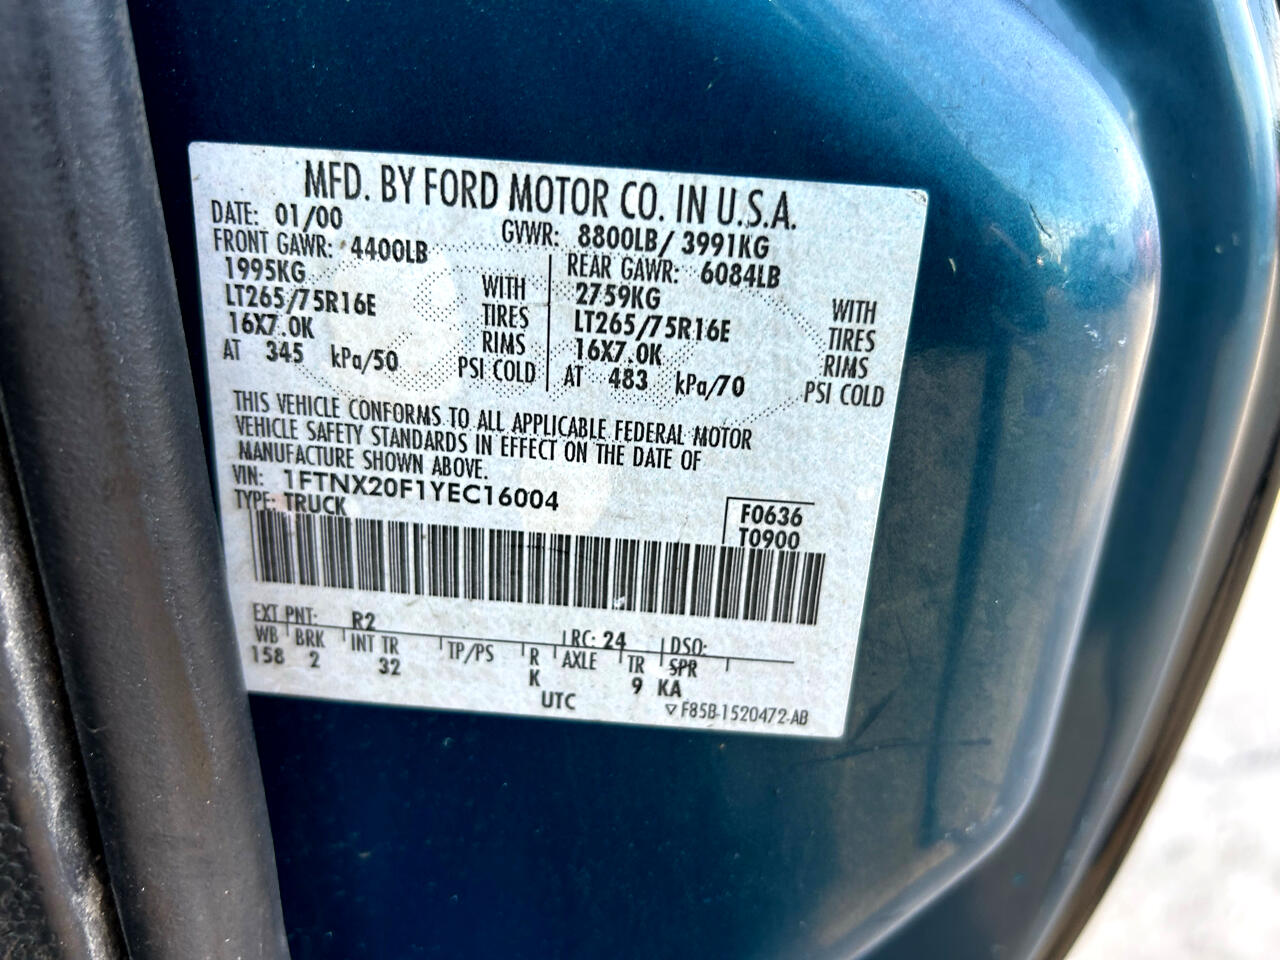 MFD. BY FORD MOTOR CO. IN U.S.A.
DATE: 01/00 GVWR: 8800LB/ 3991KG
FRONT GAWR: 4400LB REAR GAWR: 6084LB
1995KG WITH 2759KG WITH
LT265/75R16E TIRES LT265/75R16E TIRES
16X7.0K RIMS 16X7.0K RIMS
AT 345 kPa/50 PSI COLD AT 483 kPa/70 PSI COLD
THIS VEHICLE CONFORMS TO ALL APPLICABLE FEDERAL MOTOR
VEHICLE SAFETY STANDARDS IN EFFECT ON THE DATE OF
MANUFACTURE SHOWN ABOVE.
VIN: 1FTNX20F1YEC16004
TYPE: TRUCK F0636
T0900
EXT PNT: R2 RC: 24 DSO:
WB BRK INT TR TP/PS R AXLE TR SPR
158 2 32 K 9 KA
UTC ▽F85B-1520472-AB